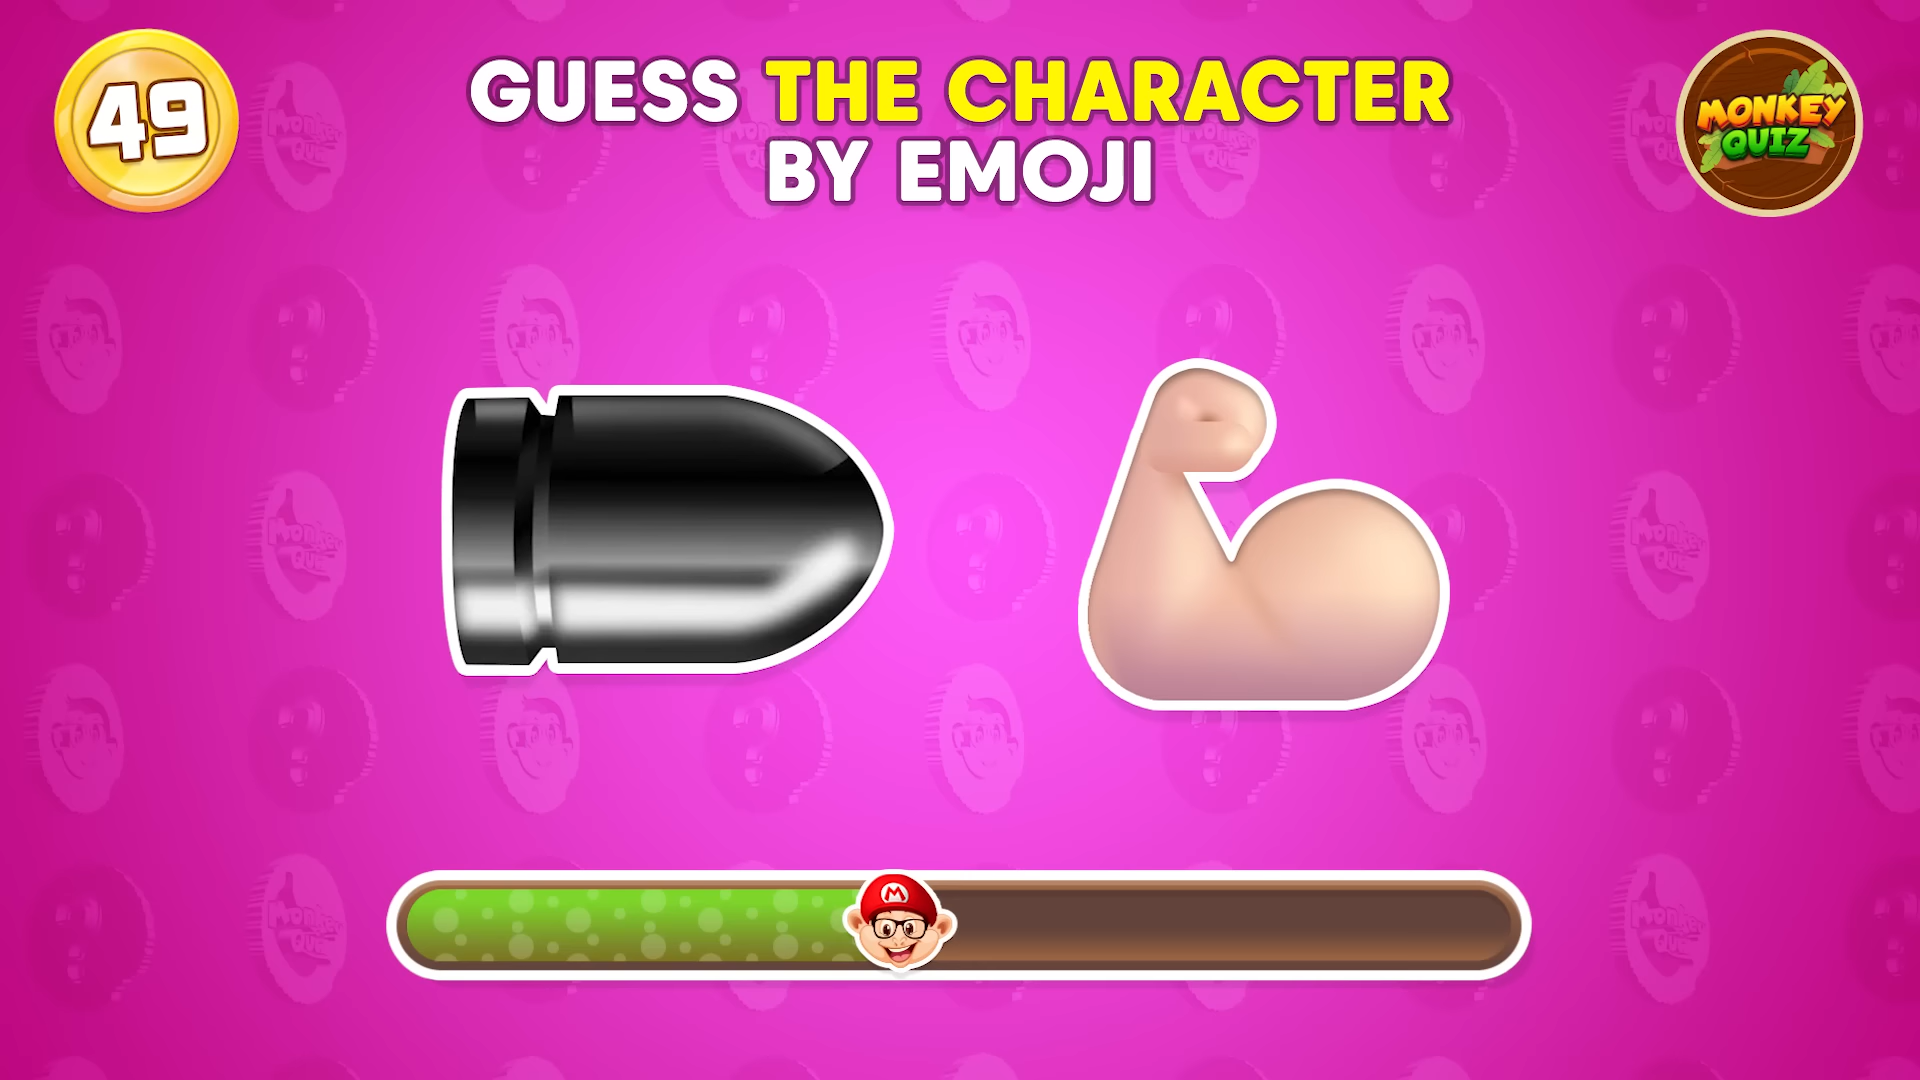 49
GUESS THE CHARACTER
BY EMOJI
MONKEY
QUIZ
M